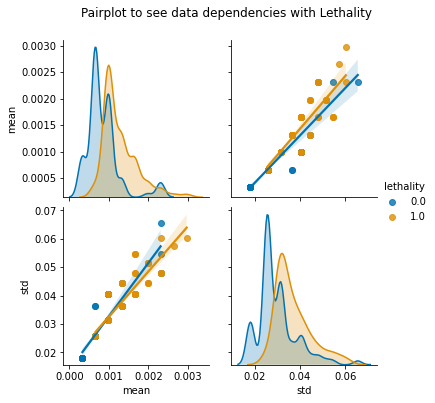 Pairplot to see data dependencies with Lethality
0.0030
0.0025
0.0020
0.0015
0.0010
0.0005
mean
lethality
0.0
1.0
0.07
0.06
0.05
0.04
0.03
0.02
std
0.000 0.001 0.002 0.003
mean
0.02 0.04 0.06
std